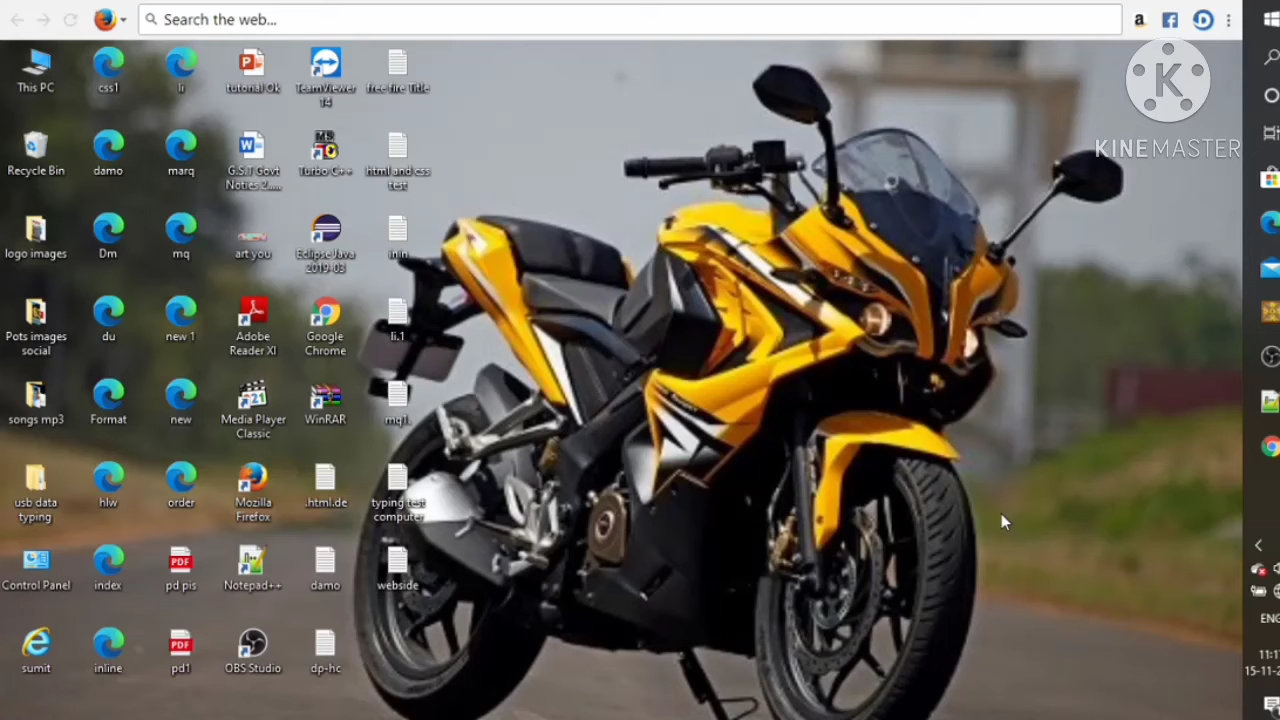 Search the web...
KINEMASTER
This PC
css1
li
tutorial Ok
TeamViewer
14
free fire Title
Recycle Bin
damo
marq
G.S.T Govt
Notics 2.....
Turbo C++
html and css
test
logo images
Dm
mq
art you
Eclipse Java
2019-03
inin
Pots images
social
du
new 1
Adobe
Reader XI
Google
Chrome
li.1
songs mp3
Format
new
Media Player
Classic
WinRAR
mq1.
usb data
typing
hlw
order
Mozilla
Firefox
.html.de
typing test
computer
Control Panel
index
pd pis
Notepad++
damo
webside
sumit
inline
pd1
OBS Studio
dp-hc
ENG